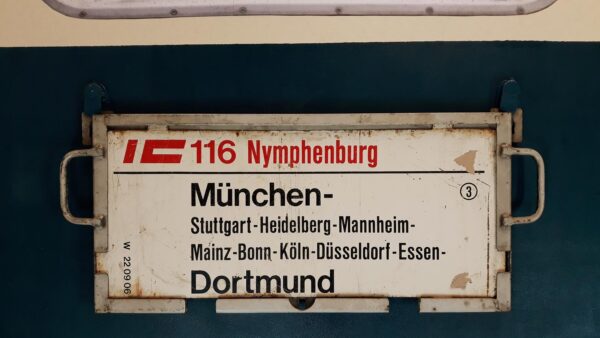 IC 116 Nymphenburg
München-
③
Stuttgart-Heidelberg-Mannheim-
Mainz-Bonn-Köln-Düsseldorf-Essen-
Dortmund
W 22 09 06